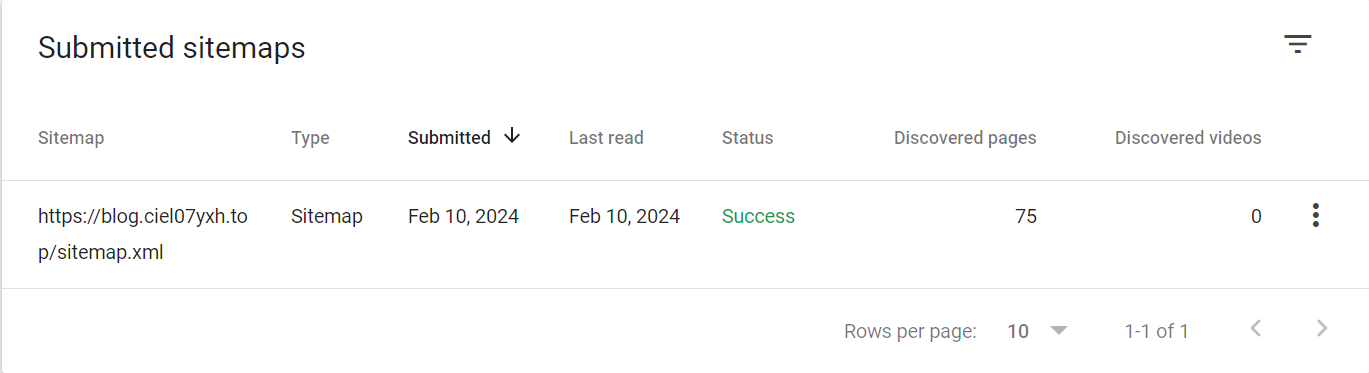 Submitted sitemaps
Sitemap Type Submitted Last read Status Discovered pages Discovered videos
https://blog.ciel07yxh.to Sitemap Feb 10, 2024 Feb 10, 2024 Success 75 0
p/sitemap.xml
Rows per page: 10 1-1 of 1